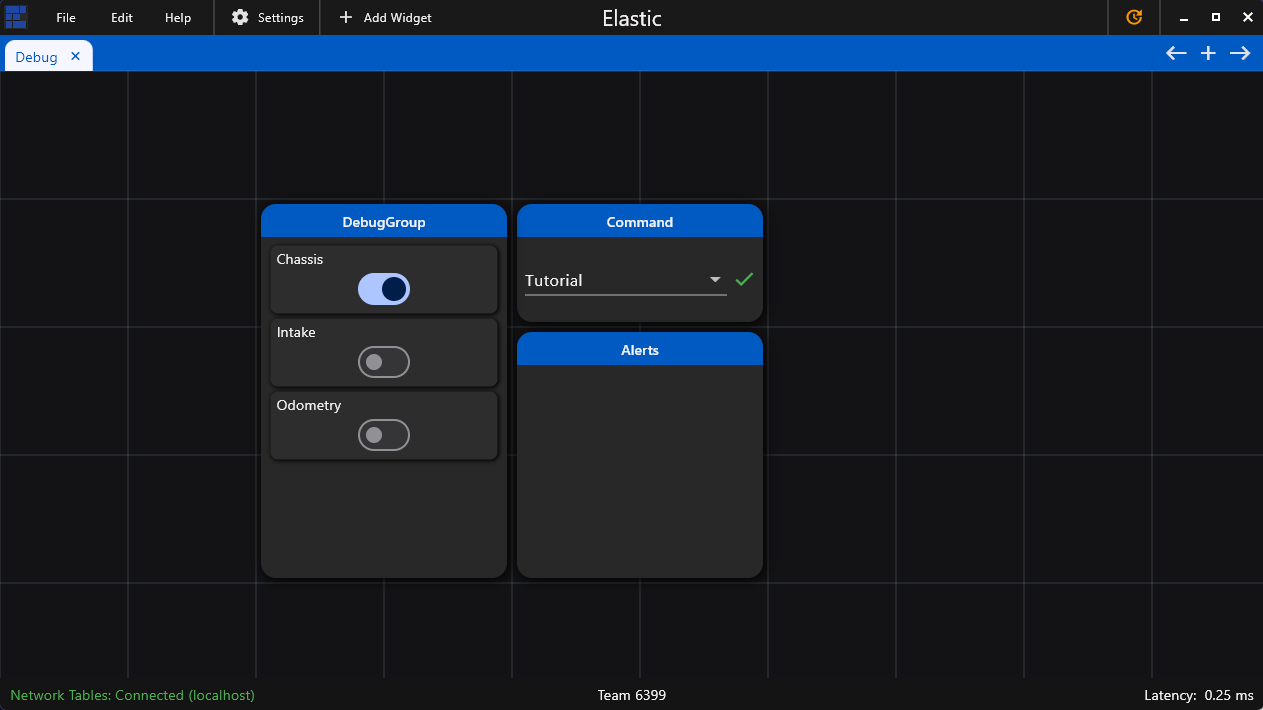 File Edit Help Settings Add Widget Elastic
Debug
DebugGroup
Chassis
Intake
Odometry
Command
Tutorial
Alerts
Network Tables: Connected (localhost) Team 6399 Latency: 0.25 ms